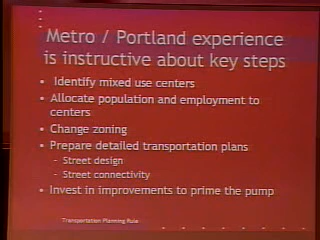 Metro / Portland experience
is instructive about key steps
• Identify mixed use centers
• Allocate population and employment to
centers
• Change zoning
• Prepare detailed transportation plans
– Street design
– Street connectivity
• Invest in improvements to prime the pump
Transportation Planning Rule